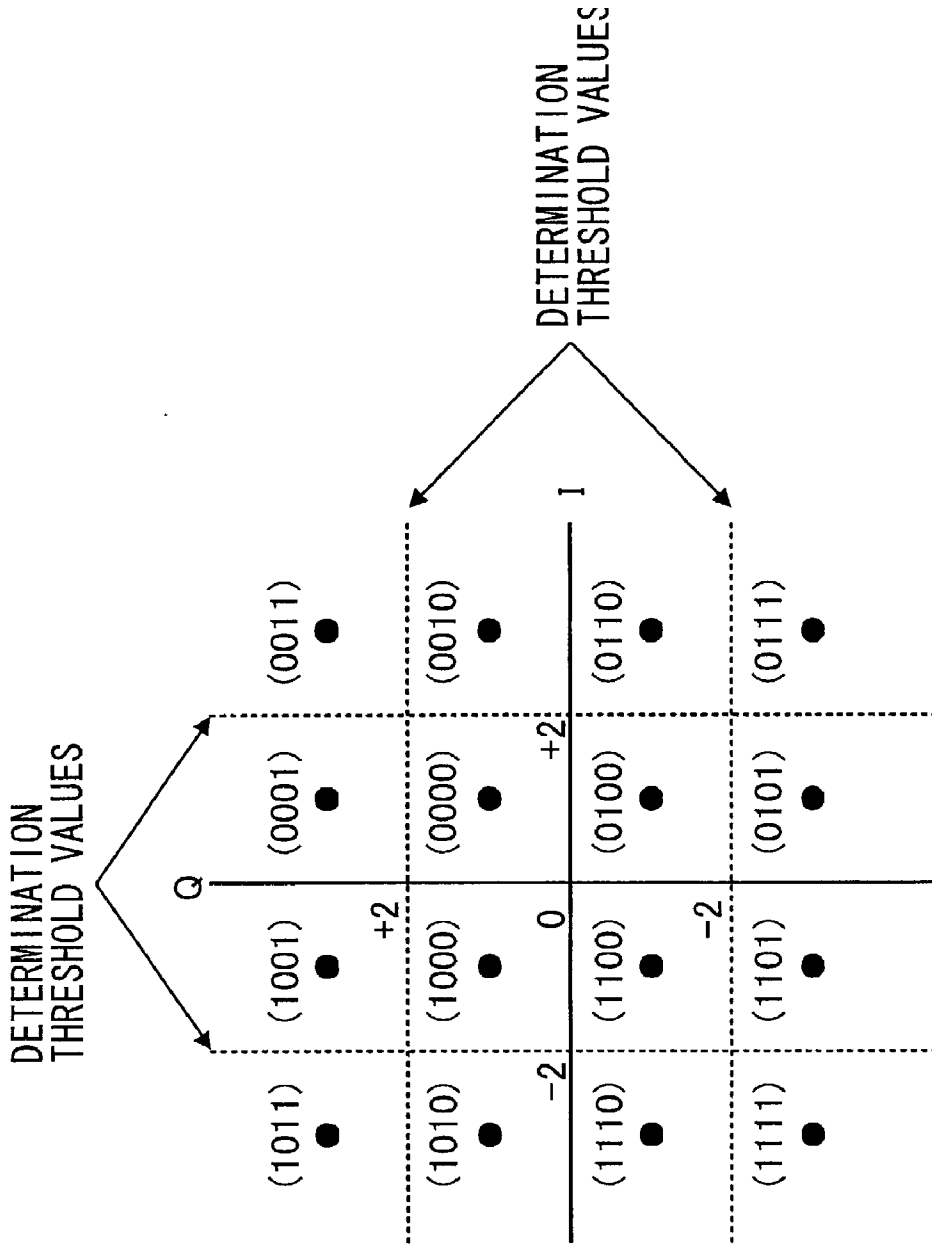 DETERMINATION
THRESHOLD VALUES
Q
(1011) (1001) (0001) (0011)
+2
(1010) (1000) (0000) (0010)
-2 0 +2 I
(1110) (1100) (0100) (0110)
-2
(1111) (1101) (0101) (0111)
DETERMINATION
THRESHOLD VALUES